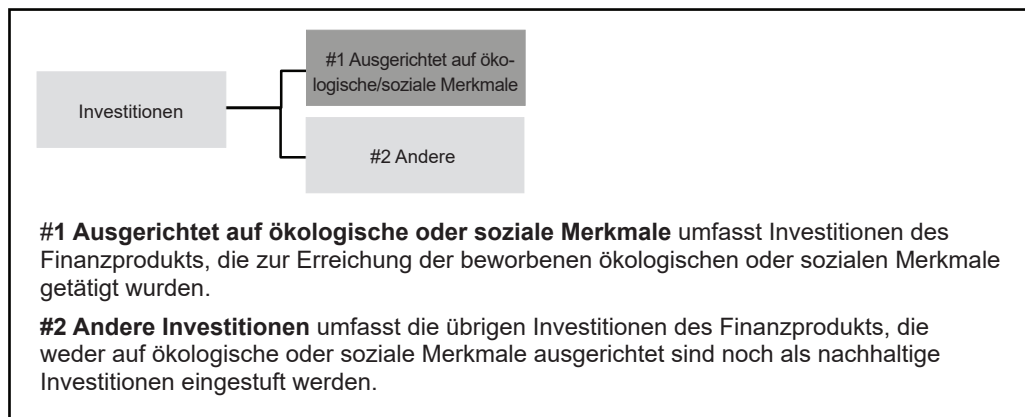 #1 Ausgerichtet auf öko-
logische/soziale Merkmale
Investitionen
#2 Andere
#1 Ausgerichtet auf ökologische oder soziale Merkmale umfasst Investitionen des
Finanzprodukts, die zur Erreichung der beworbenen ökologischen oder sozialen Merkmale
getätigt wurden.
#2 Andere Investitionen umfasst die übrigen Investitionen des Finanzprodukts, die
weder auf ökologische oder soziale Merkmale ausgerichtet sind noch als nachhaltige
Investitionen eingestuft werden.